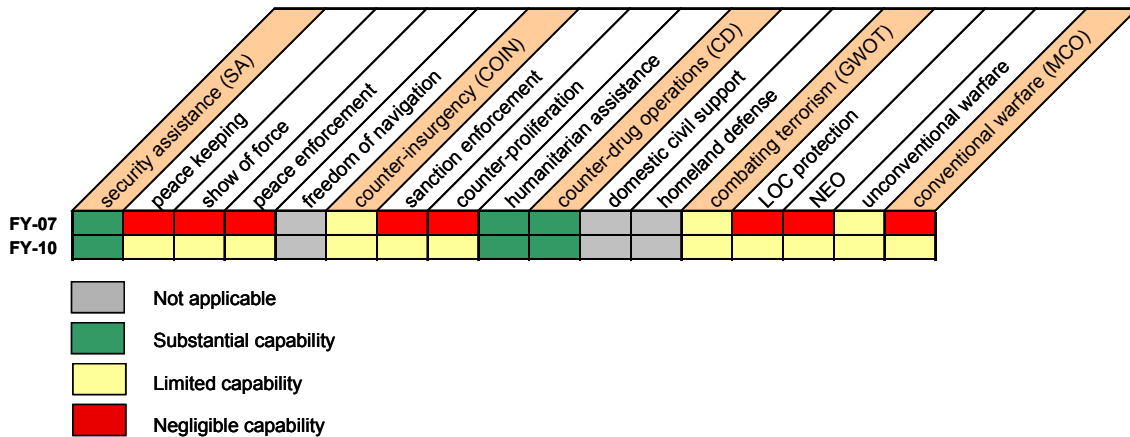 security assistance (SA)
peace keeping
show of force
peace enforcement
freedom of navigation
counter-insurgency (COIN)
sanction enforcement
counter-proliferation
humanitarian assistance
counter-drug operations (CD)
domestic civil support
homeland defense
combating terrorism (GWOT)
LOC protection
NEO
unconventional warfare
conventional warfare (MCO)
FY-07
FY-10
Not applicable
Substantial capability
Limited capability
Negligible capability